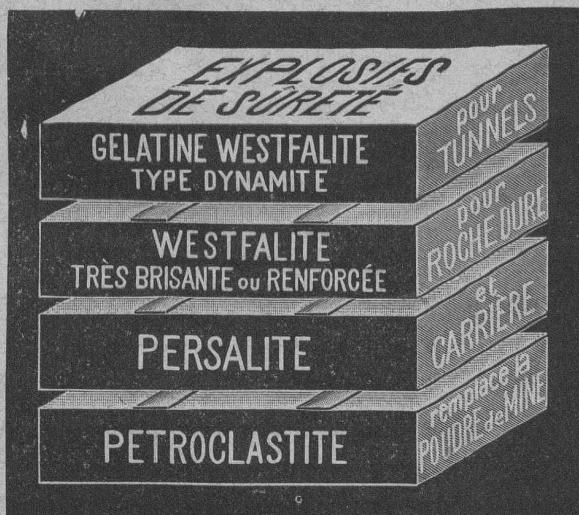 EXPLOSIFS
DE SÛRETÉ
GELATINE WESTFALITE
TYPE DYNAMITE
pour
TUNNELS
WESTFALITE
TRÈS BRISANTE ou RENFORCÉE
pour
ROCHE DURE
PERSALITE
et
CARRIÈRE
PETROCLASTITE
remplace la
POUDRE de MINE